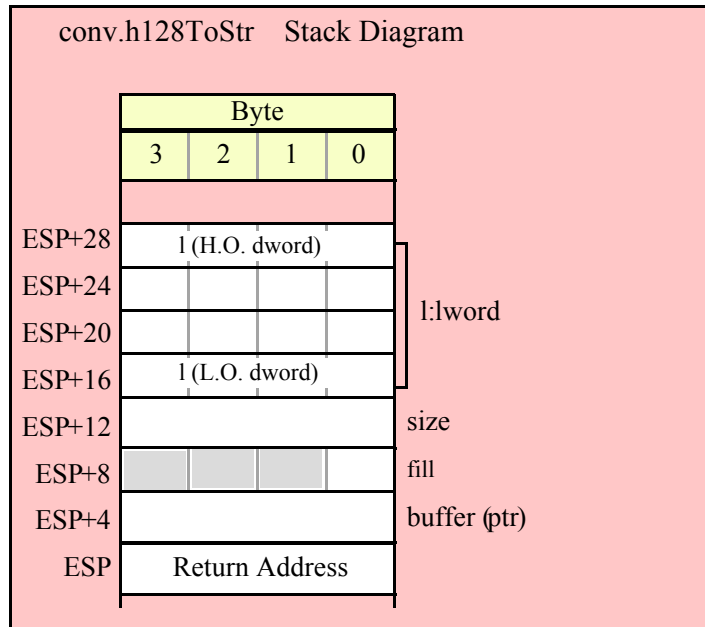 conv.h128ToStr Stack Diagram
Byte
3 2 1 0
ESP+28 l (H.O. dword)
ESP+24
l:lword
ESP+20
ESP+16 l (L.O. dword)
ESP+12 size
ESP+8 fill
ESP+4 buffer (ptr)
ESP Return Address